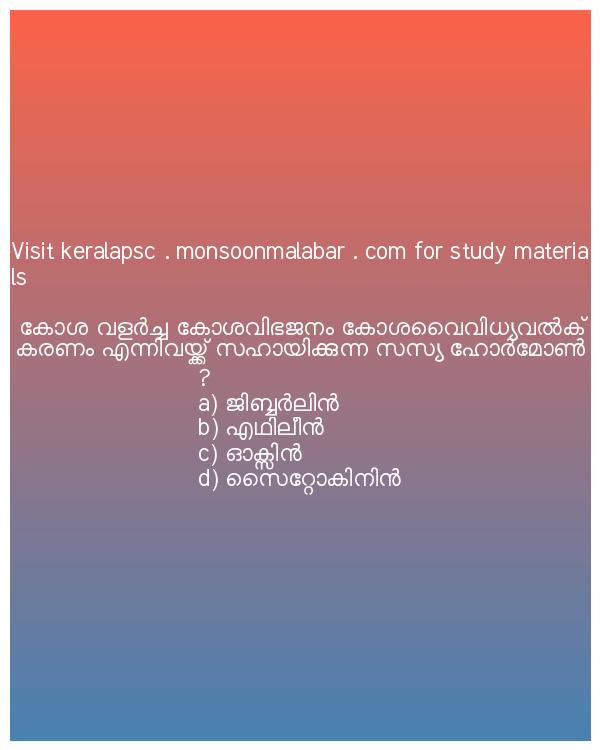 Visit keralapsc . monsoonmalabar . com for study materia
ls
കോശ വളർച്ച കോശവിഭജനം കോശവൈവിധ്യവൽക്
കരണം എന്നിവയ്ക്ക് സഹായിക്കുന്ന സസ്യ ഹോർമോൺ
?
a) ജിബ്ബർലിൻ
b) എഥിലീൻ
c) ഓക്സിൻ
d) സൈറ്റോകിനിൻ